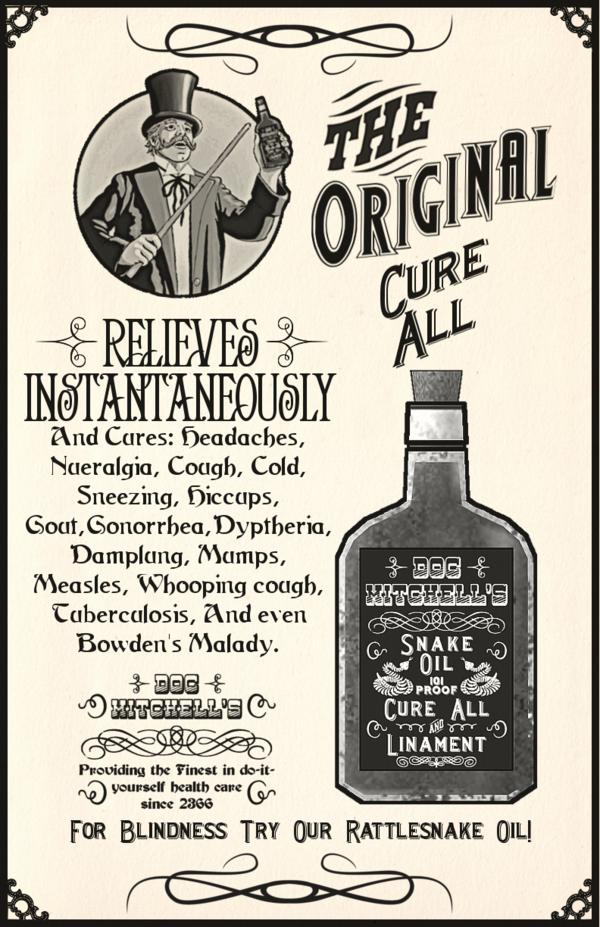 THE
ORIGINAL
CURE
ALL
RELIEVES
INSTANTANEOUSLY
And Cures: Headaches,
Nueralgia, Cough, Cold,
Sneezing, Hiccups,
Gout,Gonorrhea,Dyptheria,
Damplung, Mumps,
Measles, Whooping cough,
Tuberculosis, And even
Bowden's Malady.
DOC
MITCHELL'S
Providing the Finest in do-it-
yourself health care
since 2366
DOC
MITCHELL'S
SNAKE
OIL
101
PROOF
CURE ALL
AND
LINAMENT
FOR BLINDNESS TRY OUR RATTLESNAKE OIL!